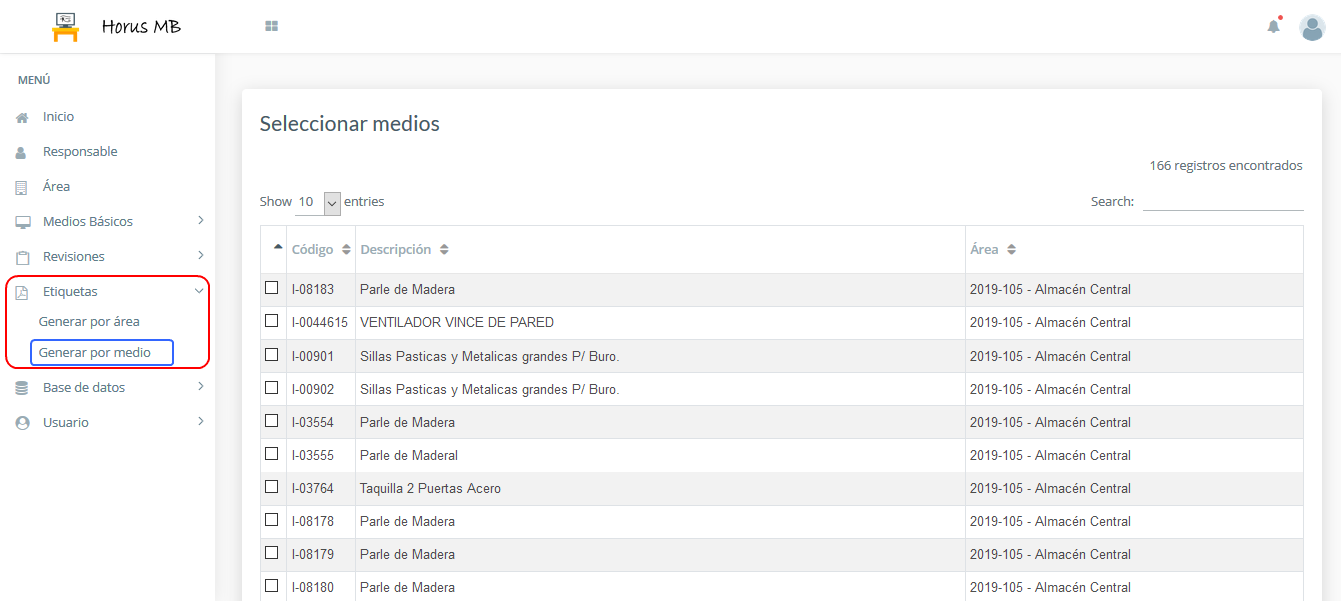 Horus MB
MENÚ
Inicio
Responsable
Área
Medios Básicos
Revisiones
Etiquetas
Generar por área
Generar por medio
Base de datos
Usuario
Seleccionar medios
166 registros encontrados
Show 10 entries
Search:
Código Descripción Área
I-08183 Parle de Madera 2019-105 - Almacén Central
I-0044615 VENTILADOR VINCE DE PARED 2019-105 - Almacén Central
I-00901 Sillas Pasticas y Metalicas grandes P/ Buro. 2019-105 - Almacén Central
I-00902 Sillas Pasticas y Metalicas grandes P/ Buro. 2019-105 - Almacén Central
I-03554 Parle de Madera 2019-105 - Almacén Central
I-03555 Parle de Maderal 2019-105 - Almacén Central
I-03764 Taquilla 2 Puertas Acero 2019-105 - Almacén Central
I-08178 Parle de Madera 2019-105 - Almacén Central
I-08179 Parle de Madera 2019-105 - Almacén Central
I-08180 Parle de Madera 2019-105 - Almacén Central